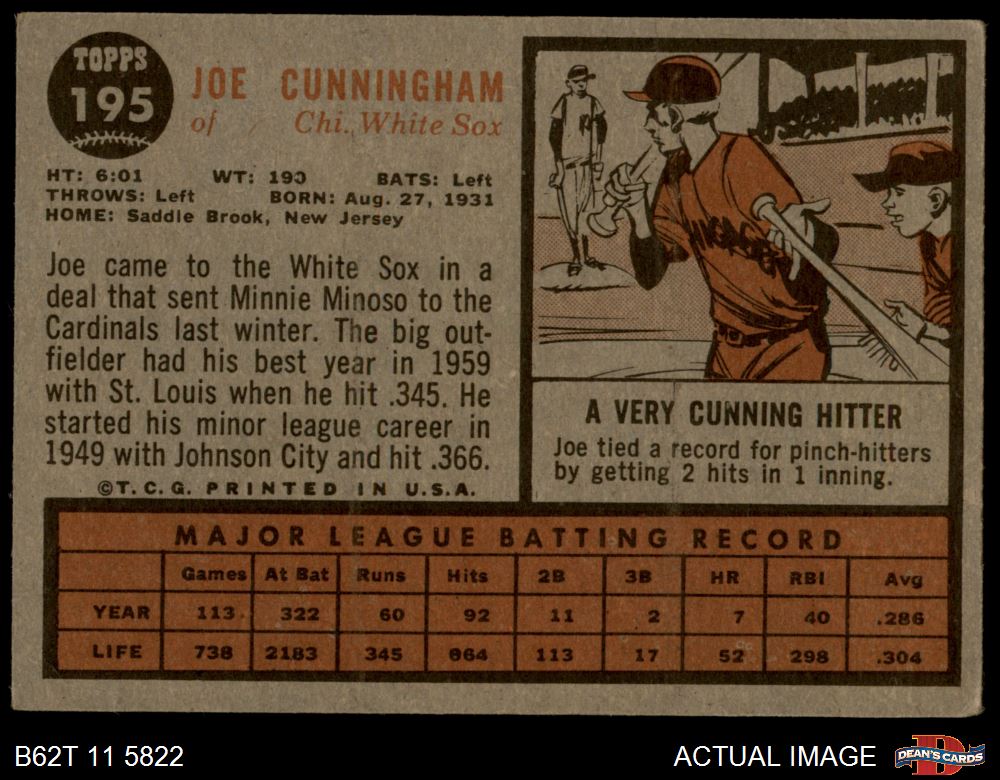 TOPPS
195
JOE CUNNINGHAM
of Chi. White Sox
HT: 6:01 WT: 190 BATS: Left
THROWS: Left BORN: Aug. 27, 1931
HOME: Saddle Brook, New Jersey
Joe came to the White Sox in a
deal that sent Minnie Minoso to the
Cardinals last winter. The big out-
fielder had his best year in 1959
with St. Louis when he hit .345. He
started his minor league career in
1949 with Johnson City and hit .366.
©T.C.G. PRINTED IN U.S.A.
A VERY CUNNING HITTER
Joe tied a record for pinch-hitters
by getting 2 hits in 1 inning.
MAJOR LEAGUE BATTING RECORD
Games At Bat Runs Hits 2B 3B HR RBI Avg
YEAR 113 322 60 92 11 2 7 40 .286
LIFE 738 2183 345 664 113 17 52 298 .304
B62T 11 5822
ACTUAL IMAGE
DEAN'S CARDS